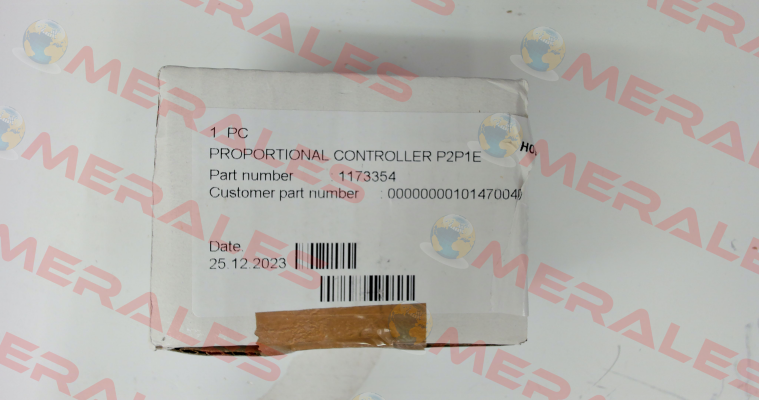 MERALES
MERALES
1 PC
PROPORTIONAL CONTROLLER P2P1E
Part number : 1173354
Customer part number : 000000001014700
Date.
25.12.2023
MERALES
MERALES
MERALES